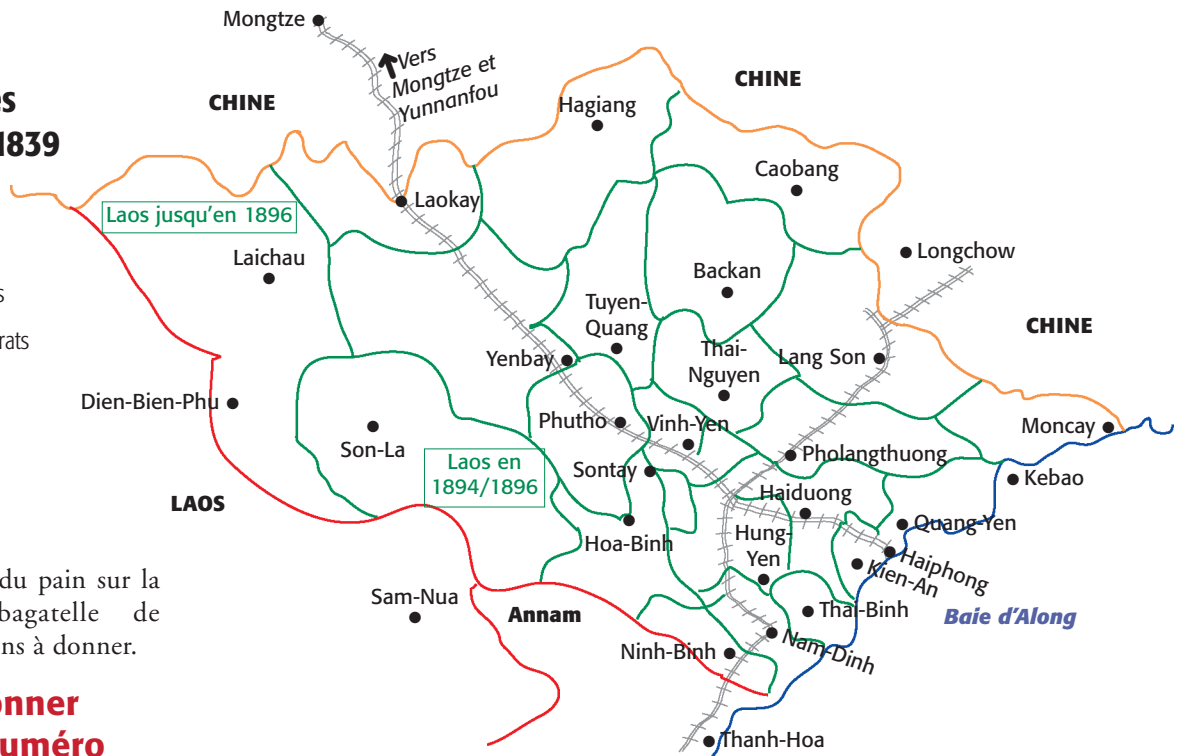 Mongtze
Vers
Mongtze et
Yunnanfou
CHINE
CHINE
es
1839
Hagiang
Caobang
Laokay
Laos jusqu'en 1896
Longchow
Laichau
Backan
s
Tuyen-
Quang
CHINE
rats
Yenbay
Thai-
Nguyen
Lang Son
Dien-Bien-Phu
Phutho
Vinh-Yen
Moncay
Son-La
Pholangthuong
Laos en
1894/1896
Sontay
Kebao
LAOS
Haiduong
Hoa-Binh
Hung-
Yen
Quang-Yen
Haiphong
Kien-An
du pain sur la
bagatelle de
ns à donner.
Sam-Nua
Annam
Thai-Binh
Baie d'Along
Ninh-Binh
Nam-Dinh
onner
uméro
Thanh-Hoa